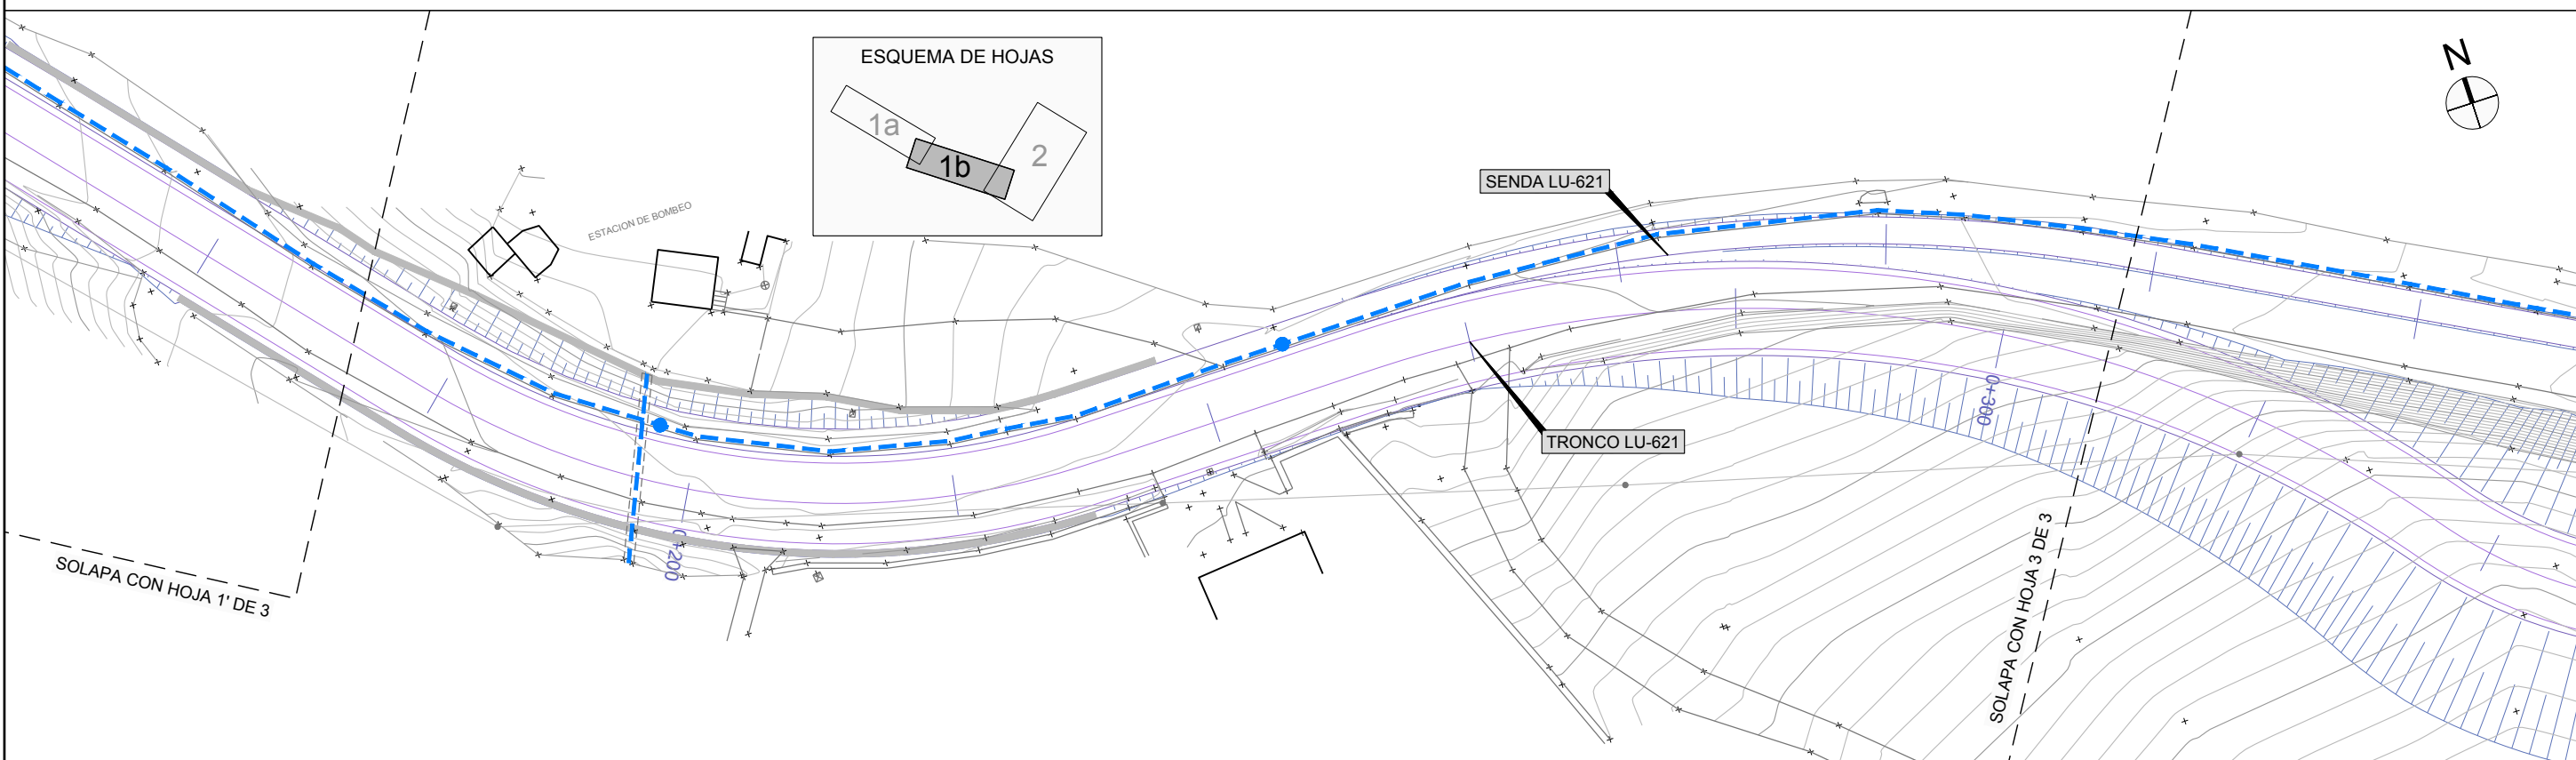 ESQUEMA DE HOJAS
1a
1b
2
N
ESTACION DE BOMBEO
SENDA LU-621
TRONCO LU-621
0+300
0+200
SOLAPA CON HOJA 1' DE 3
SOLAPA CON HOJA 3 DE 3